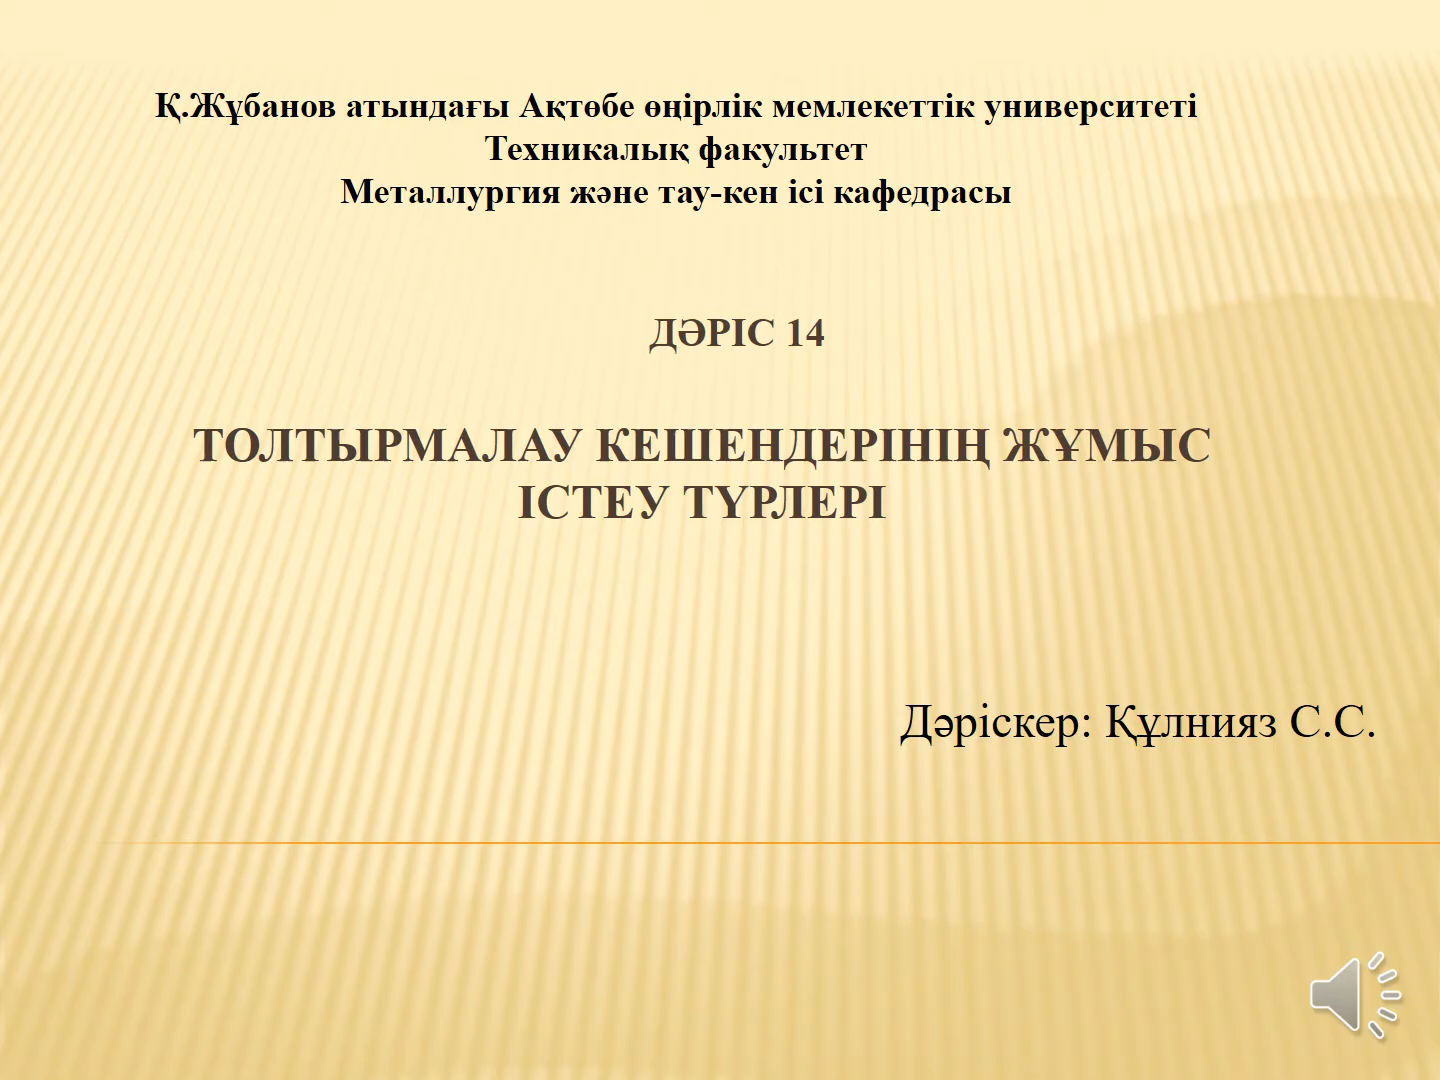 Қ.Жұбанов атындағы Ақтөбе өңірлік мемлекеттік университеті
Техникалық факультет
Металлургия және тау-кен ісі кафедрасы
ДӘРІС 14
ТОЛТЫРМАЛАУ КЕШЕНДЕРІНІҢ ЖҰМЫС
ІСТЕУ ТҮРЛЕРІ
Дәріскер: Құлнияз С.С.